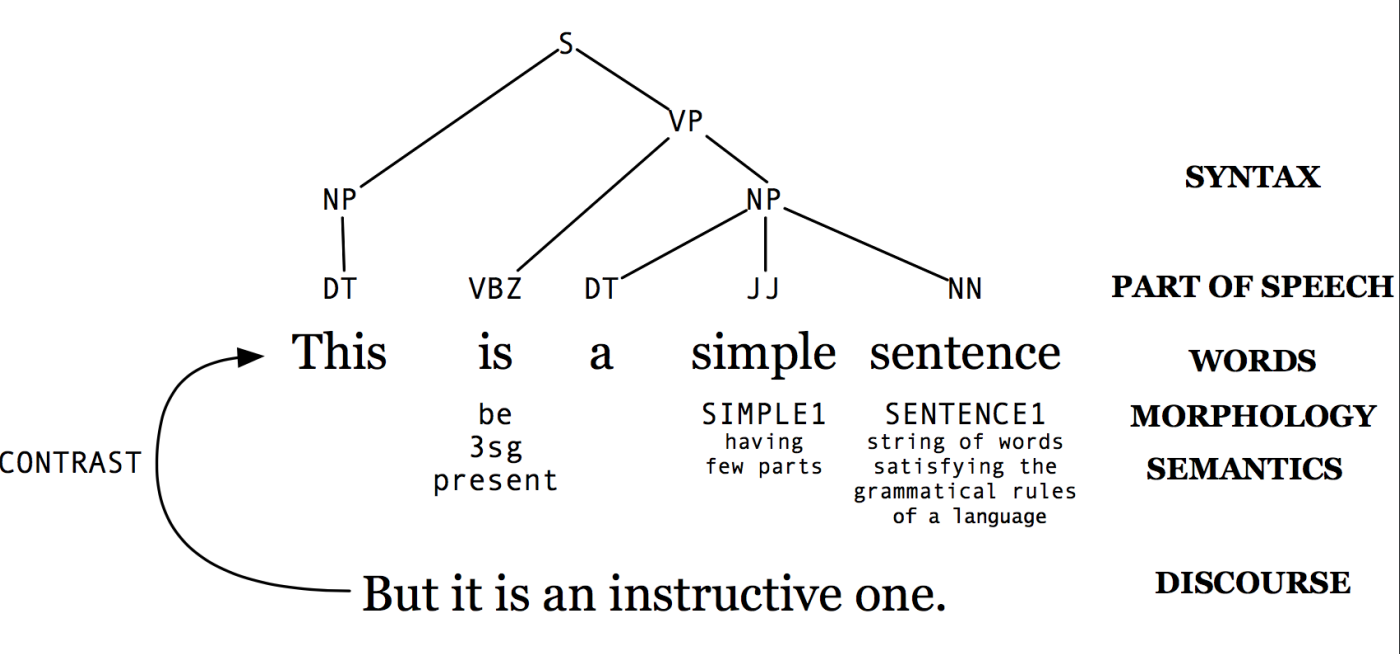 S
VP
NP NP SYNTAX
DT VBZ DT JJ NN PART OF SPEECH
This is a simple sentence WORDS
be SIMPLE1 SENTENCE1 MORPHOLOGY
3sg having string of words
CONTRAST few parts satisfying the SEMANTICS
present grammatical rules
of a language
But it is an instructive one. DISCOURSE